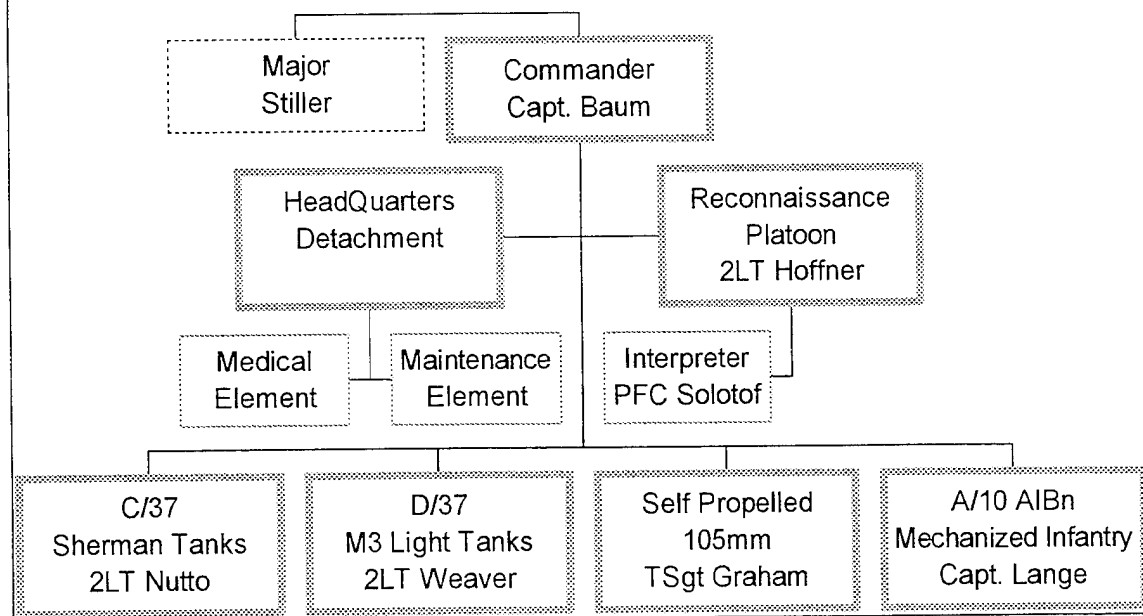 Major
Stiller
Commander
Capt. Baum
HeadQuarters
Detachment
Reconnaissance
Platoon
2LT Hoffner
Medical
Element
Maintenance
Element
Interpreter
PFC Solotof
C/37
Sherman Tanks
2LT Nutto
D/37
M3 Light Tanks
2LT Weaver
Self Propelled
105mm
TSgt Graham
A/10 AIBn
Mechanized Infantry
Capt. Lange